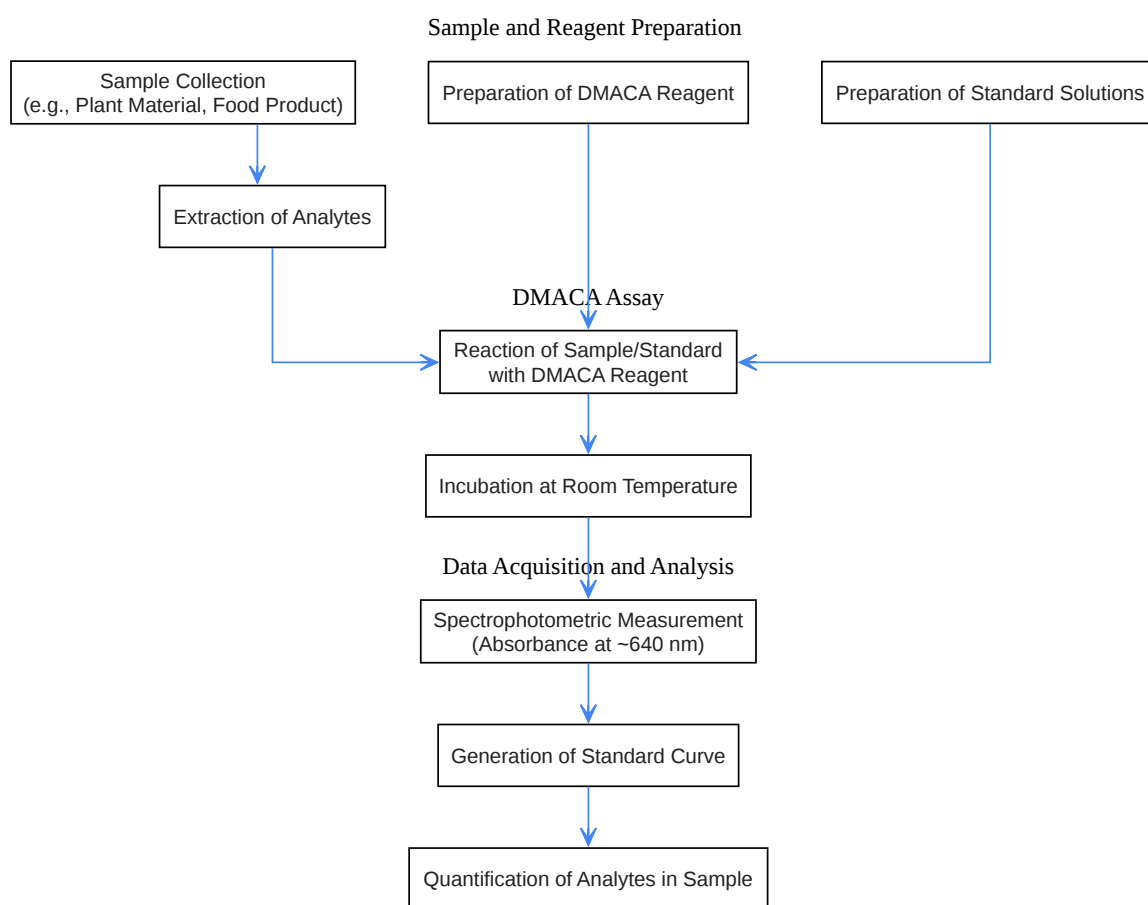 Sample and Reagent Preparation
Sample Collection
(e.g., Plant Material, Food Product)
Preparation of DMACA Reagent
Preparation of Standard Solutions
Extraction of Analytes
DMACA Assay
Reaction of Sample/Standard
with DMACA Reagent
Incubation at Room Temperature
Data Acquisition and Analysis
Spectrophotometric Measurement
(Absorbance at ~640 nm)
Generation of Standard Curve
Quantification of Analytes in Sample